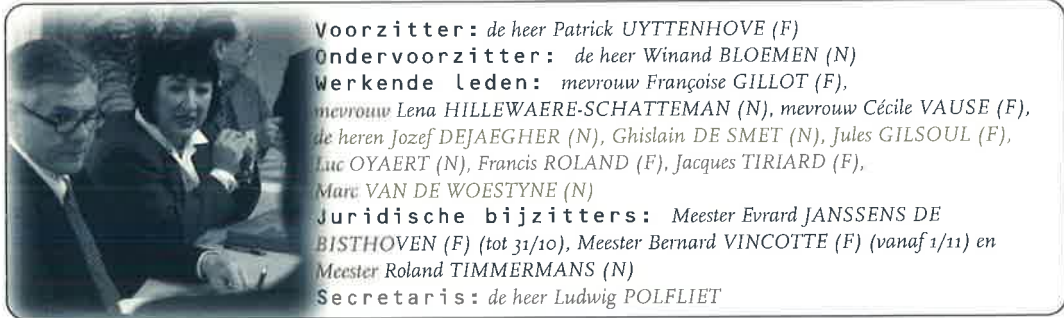 Voorzitter: de heer Patrick UYTTENHOVE (F)
Ondervoorzitter: de heer Winand BLOEMEN (N)
Werkende leden: mevrouw Françoise GILLOT (F),
mevrouw Lena HILLEWAERE-SCHATTEMAN (N), mevrouw Cécile VAUSE (F),
de heren Jozef DEJAEGHER (N), Ghislain DE SMET (N), Jules GILSOUL (F),
Luc OYAERT (N), Francis ROLAND (F), Jacques TIRIARD (F),
Marc VAN DE WOESTYNE (N)
Juridische bijzitters: Meester Evrard JANSSENS DE
BISTHOVEN (F) (tot 31/10), Meester Bernard VINCOTTE (F) (vanaf 1/11) en
Meester Roland TIMMERMANS (N)
Secretaris: de heer Ludwig POLFLIET